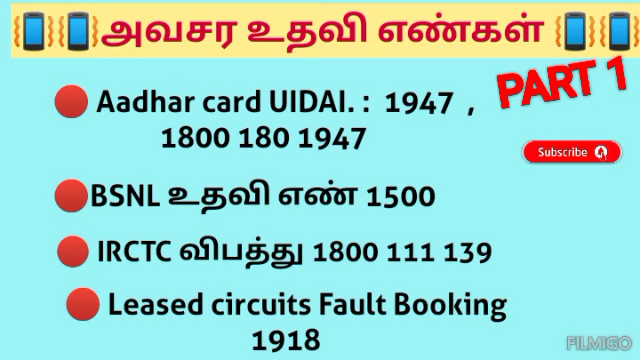 அவசர உதவி எண்கள்
PART 1
Aadhar card UIDAI. : 1947 ,
1800 180 1947
Subscribe
BSNL உதவி எண் 1500
IRCTC விபத்து 1800 111 139
Leased circuits Fault Booking
1918
FILMIGO